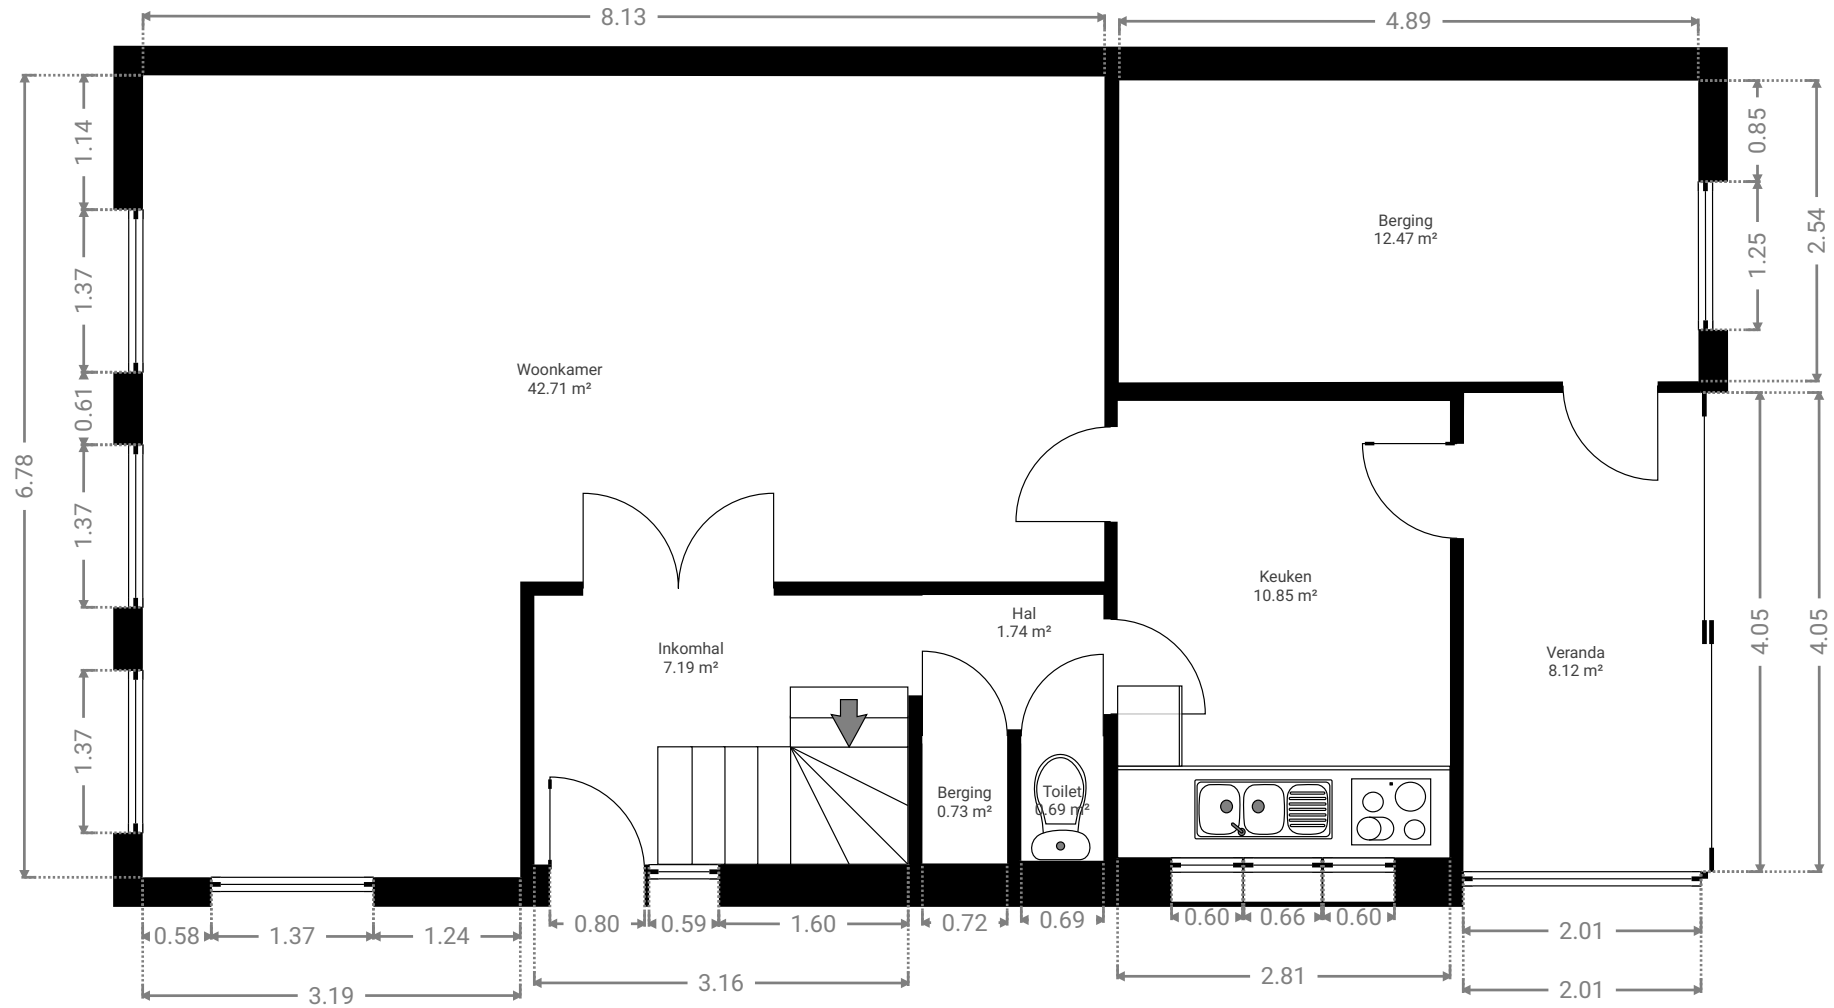 8.13
4.89
6.78
1.14
1.37
0.61
1.37
1.37
0.85
1.25
2.54
4.05
4.05
Berging
12.47 m²
Woonkamer
42.71 m²
Keuken
10.85 m²
Hal
1.74 m²
Inkomhal
7.19 m²
Veranda
8.12 m²
Berging
0.73 m²
Toilet
0.69 m²
0.58
1.37
1.24
0.80
0.59
1.60
0.72
0.69
0.60
0.66
0.60
2.01
3.19
3.16
2.81
2.01